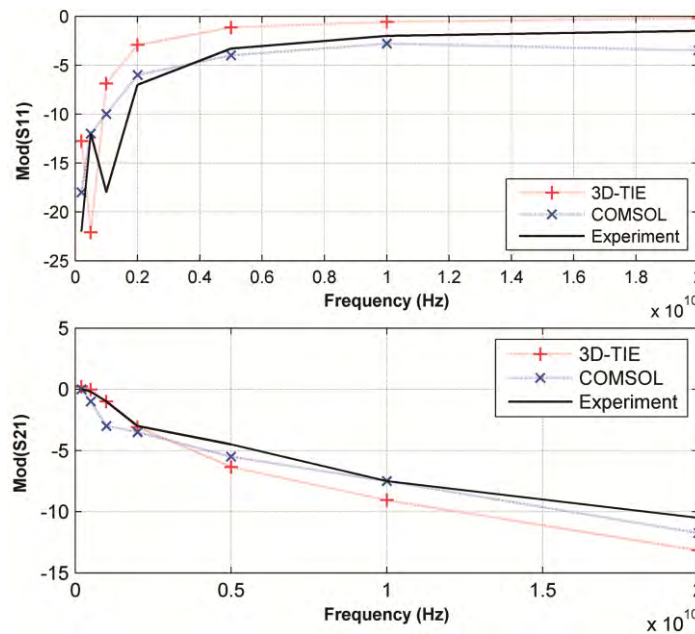 0
-5
-10
-15
-20
-25
Mod(S11)
3D-TIE
COMSOL
Experiment
0 0.2 0.4 0.6 0.8 1 1.2 1.4 1.6 1.8 2
Frequency (Hz)
x 10
5
0
-5
-10
-15
Mod(S21)
3D-TIE
COMSOL
Experiment
0 0.5 1 1.5 2
Frequency (Hz)
x 10